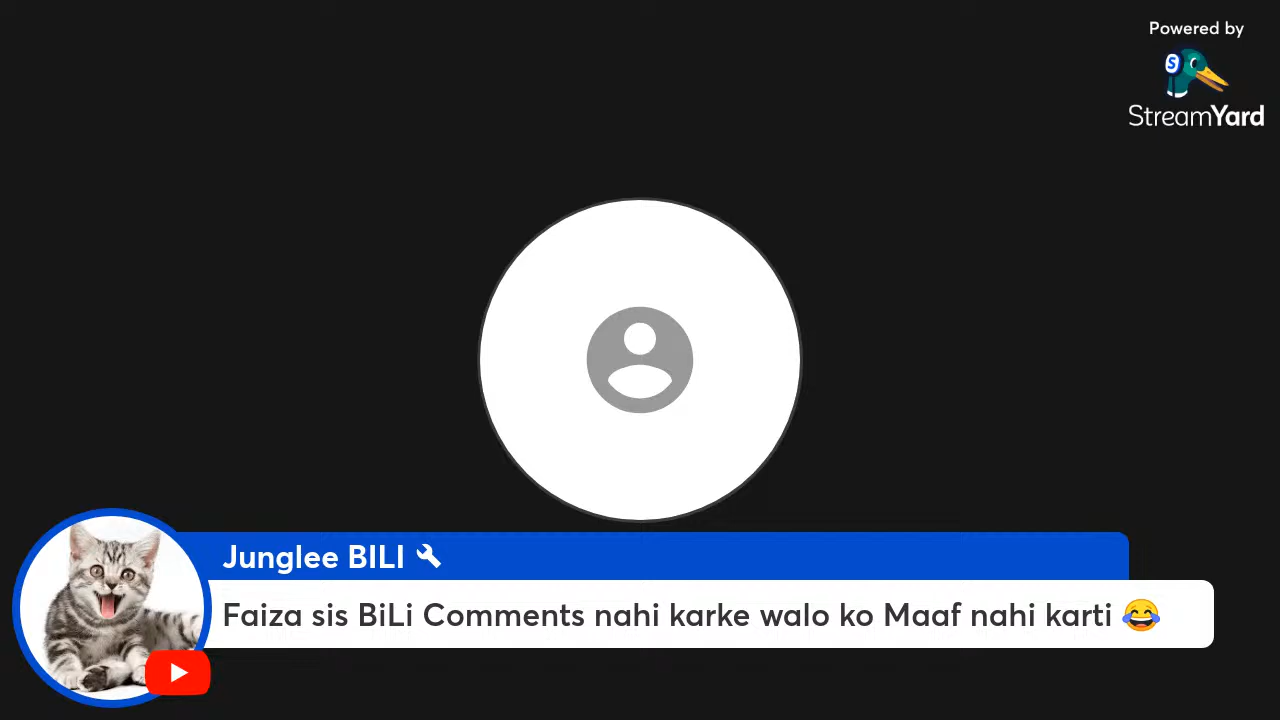 Powered by
S
StreamYard
Junglee BILI
Faiza sis BiLi Comments nahi karke walo ko Maaf nahi karti 😂